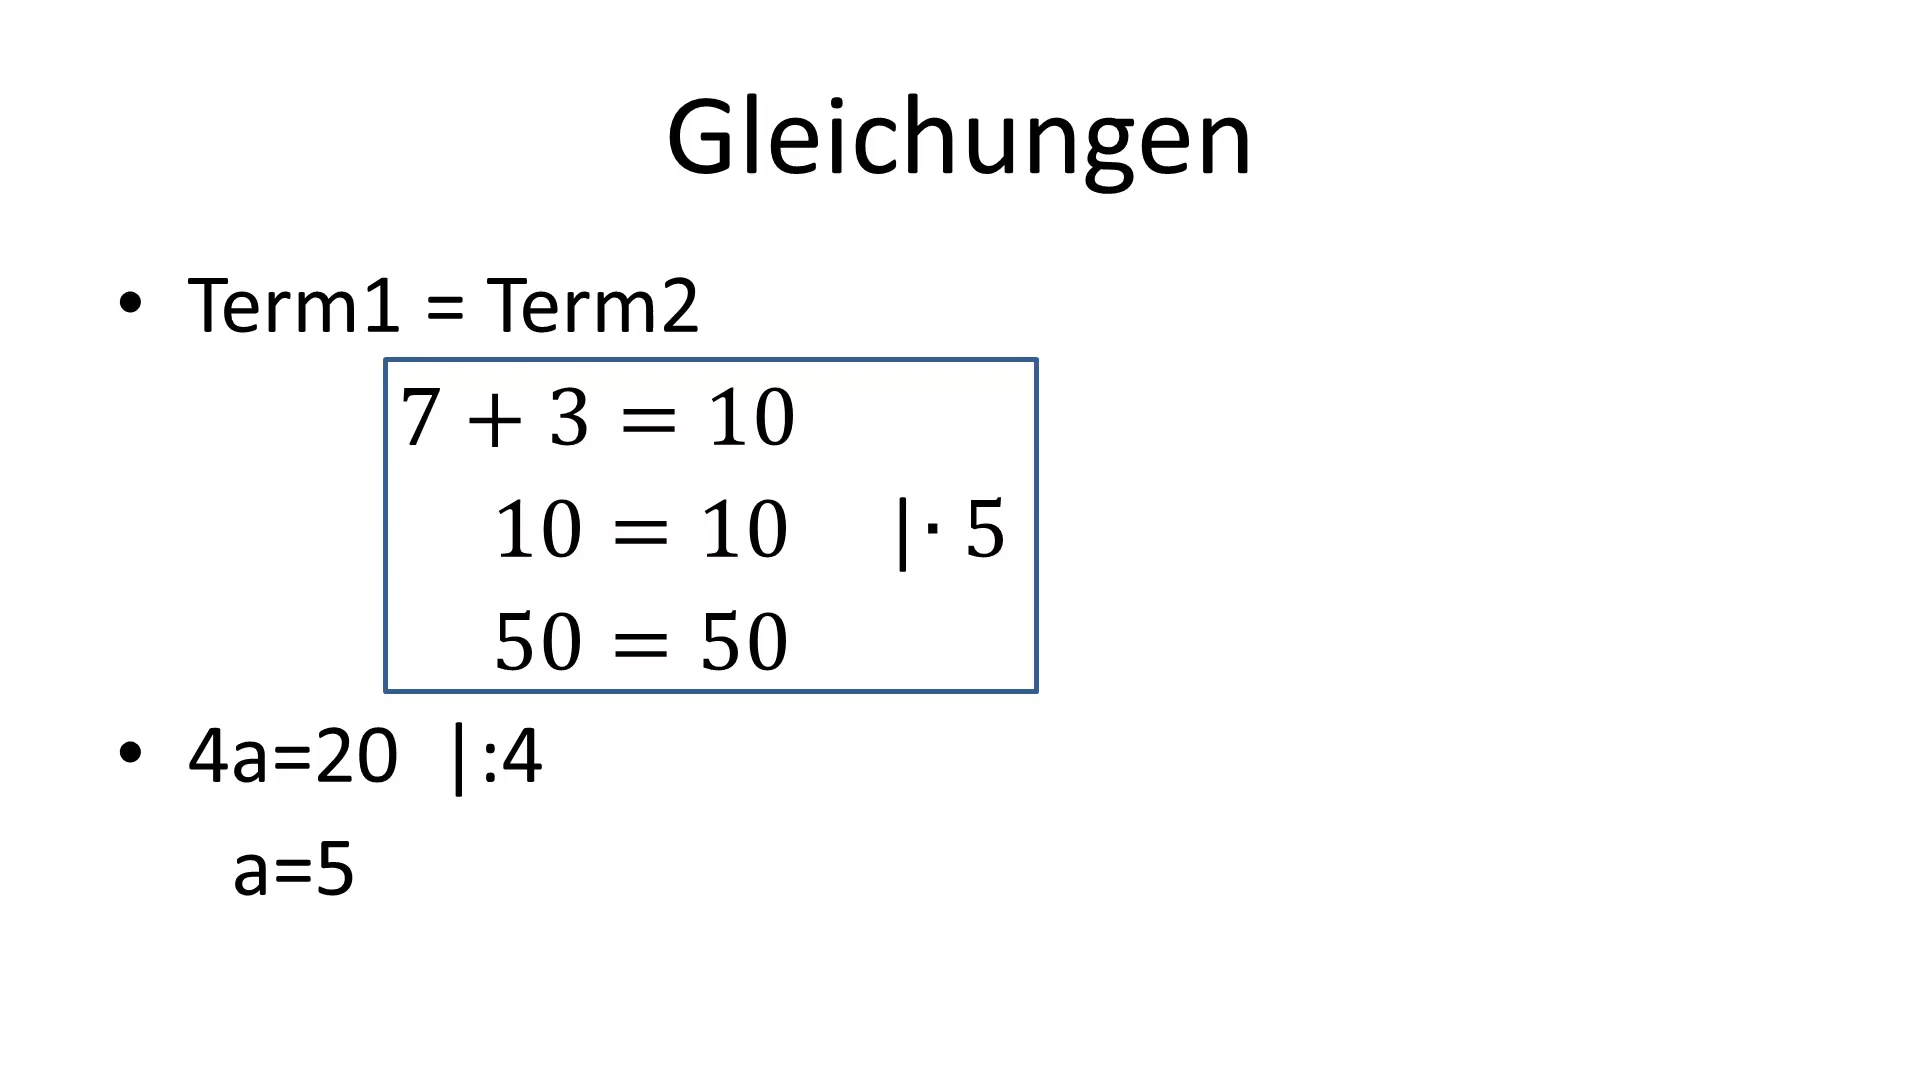 Gleichungen
• Term1 = Term2
7 + 3 = 10
10 = 10 |· 5
50 = 50
• 4a=20 |:4
a=5